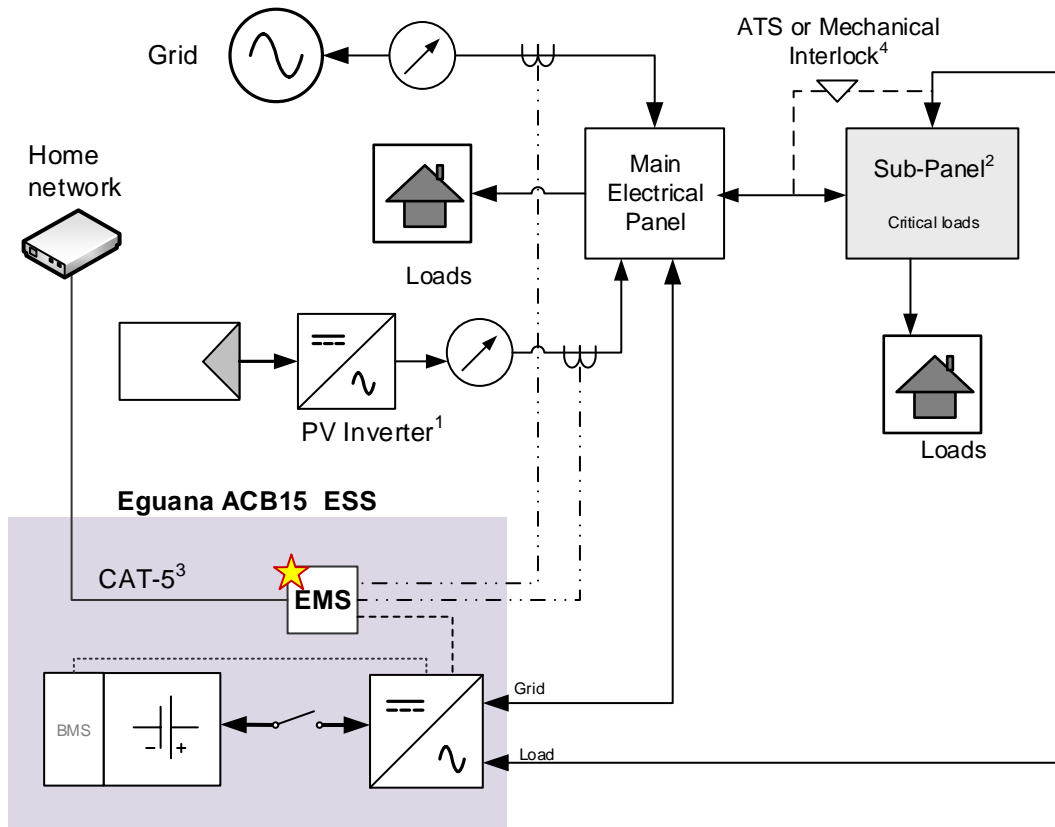 ATS or Mechanical
Interlock4
Grid
Home
network
Main
Electrical
Panel
Sub-Panel2
Critical loads
Loads
PV Inverter1
Loads
Eguana ACB15 ESS
CAT-53
EMS
BMS
- +
Grid
Load